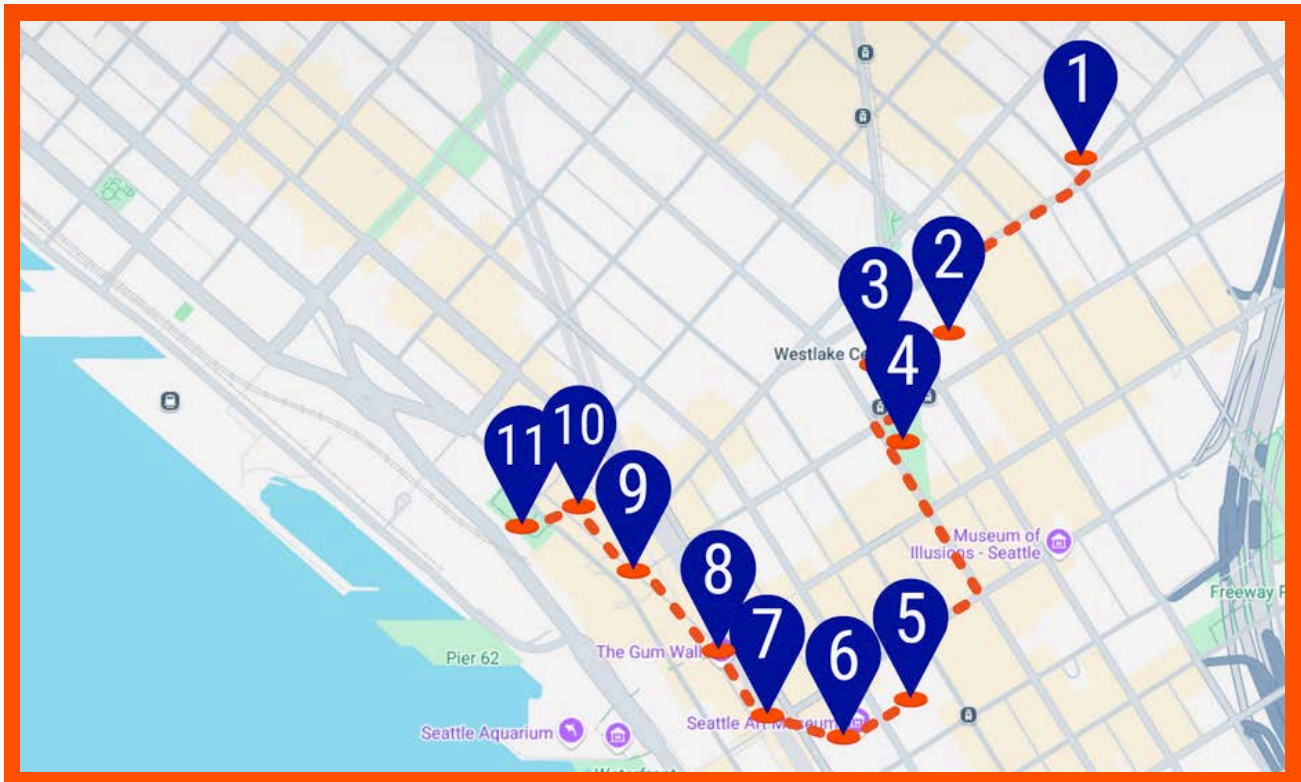 1
2
3
Westlake Ce
4
11
10
9
Museum of
Illusions - Seattle
8
5
Freeway
7
6
The Gum Wall
Pier 62
Seattle Art Museum
Seattle Aquarium